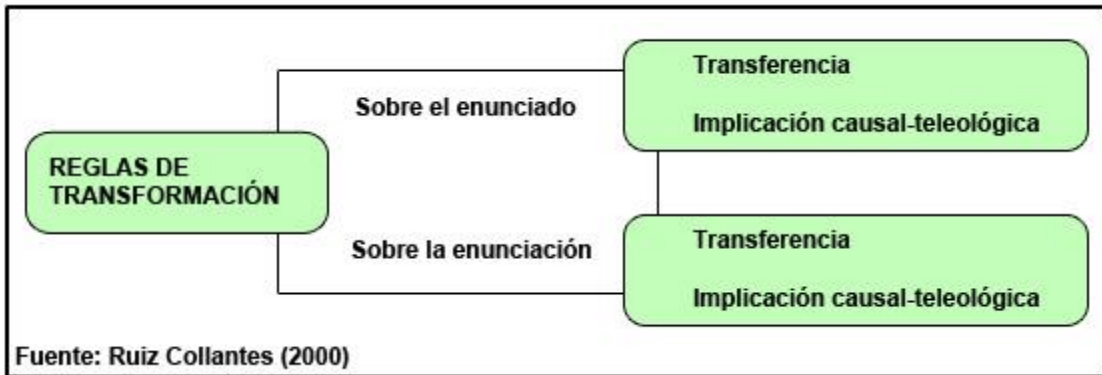 REGLAS DE
TRANSFORMACIÓN
Sobre el enunciado
Transferencia
Implicación causal-teleológica
Sobre la enunciación
Transferencia
Implicación causal-teleológica
Fuente: Ruiz Collantes (2000)